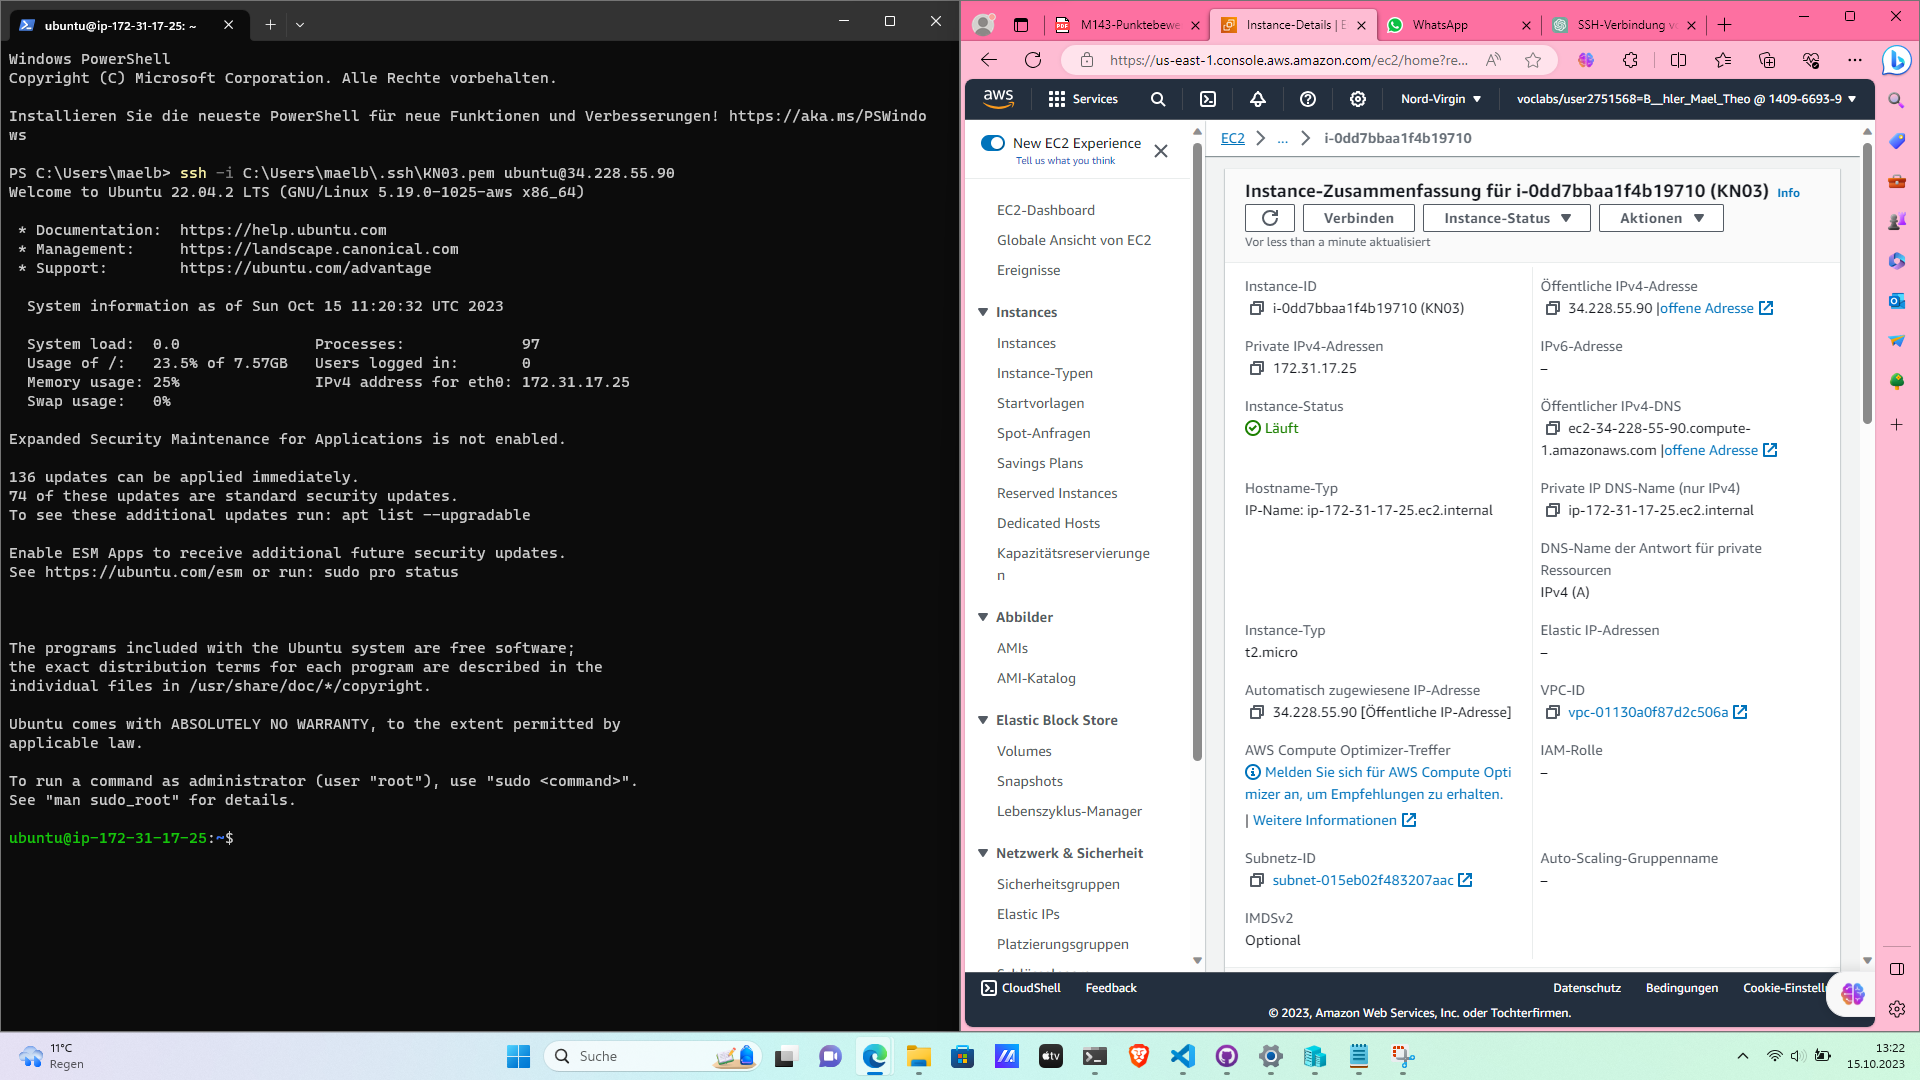 ubuntu@ip-172-31-17-25: ~
Windows PowerShell
Copyright (C) Microsoft Corporation. Alle Rechte vorbehalten.
Installieren Sie die neueste PowerShell für neue Funktionen und Verbesserungen! https://aka.ms/PSWindo
ws
PS C:\Users\maelb> ssh -i C:\Users\maelb\.ssh\KN03.pem ubuntu@34.228.55.90
Welcome to Ubuntu 22.04.2 LTS (GNU/Linux 5.19.0-1025-aws x86_64)
* Documentation:  https://help.ubuntu.com
* Management:     https://landscape.canonical.com
* Support:        https://ubuntu.com/advantage
System information as of Sun Oct 15 11:20:32 UTC 2023
System load:  0.0               Processes:             97
Usage of /:   23.5% of 7.57GB   Users logged in:       0
Memory usage: 25%               IPv4 address for eth0: 172.31.17.25
Swap usage:   0%
Expanded Security Maintenance for Applications is not enabled.
136 updates can be applied immediately.
74 of these updates are standard security updates.
To see these additional updates run: apt list --upgradable
Enable ESM Apps to receive additional future security updates.
See https://ubuntu.com/esm or run: sudo pro status
The programs included with the Ubuntu system are free software;
the exact distribution terms for each program are described in the
individual files in /usr/share/doc/*/copyright.
Ubuntu comes with ABSOLUTELY NO WARRANTY, to the extent permitted by
applicable law.
To run a command as administrator (user "root"), use "sudo <command>".
See "man sudo_root" for details.
ubuntu@ip-172-31-17-25:~$
M143-Punktebewe
Instance-Details | E
WhatsApp
SSH-Verbindung vo
https://us-east-1.console.aws.amazon.com/ec2/home?re...
aws
Services
Nord-Virgin
voclabs/user2751568=B__hler_Mael_Theo @ 1409-6693-9
New EC2 Experience
Tell us what you think
EC2-Dashboard
Globale Ansicht von EC2
Ereignisse
Instances
Instances
Instance-Typen
Startvorlagen
Spot-Anfragen
Savings Plans
Reserved Instances
Dedicated Hosts
Kapazitätsreservierunge
n
Abbilder
AMIs
AMI-Katalog
Elastic Block Store
Volumes
Snapshots
Lebenszyklus-Manager
Netzwerk & Sicherheit
Sicherheitsgruppen
Elastic IPs
Platzierungsgruppen
EC2
...
i-0dd7bbaa1f4b19710
Instance-Zusammenfassung für i-0dd7bbaa1f4b19710 (KN03) Info
Verbinden
Instance-Status
Aktionen
Vor less than a minute aktualisiert
Instance-ID
i-0dd7bbaa1f4b19710 (KN03)
Öffentliche IPv4-Adresse
34.228.55.90 |offene Adresse
Private IPv4-Adressen
172.31.17.25
IPv6-Adresse
–
Instance-Status
Läuft
Öffentlicher IPv4-DNS
ec2-34-228-55-90.compute-
1.amazonaws.com |offene Adresse
Hostname-Typ
IP-Name: ip-172-31-17-25.ec2.internal
Private IP DNS-Name (nur IPv4)
ip-172-31-17-25.ec2.internal
DNS-Name der Antwort für private
Ressourcen
IPv4 (A)
Instance-Typ
t2.micro
Elastic IP-Adressen
–
Automatisch zugewiesene IP-Adresse
34.228.55.90 [Öffentliche IP-Adresse]
VPC-ID
vpc-01130a0f87d2c506a
AWS Compute Optimizer-Treffer
Melden Sie sich für AWS Compute Opti
mizer an, um Empfehlungen zu erhalten.
| Weitere Informationen
IAM-Rolle
–
Subnetz-ID
subnet-015eb02f483207aac
Auto-Scaling-Gruppenname
–
IMDSv2
Optional
CloudShell
Feedback
Datenschutz
Bedingungen
Cookie-Einstell
© 2023, Amazon Web Services, Inc. oder Tochterfirmen.
11°C
Regen
Suche
13:22
15.10.2023